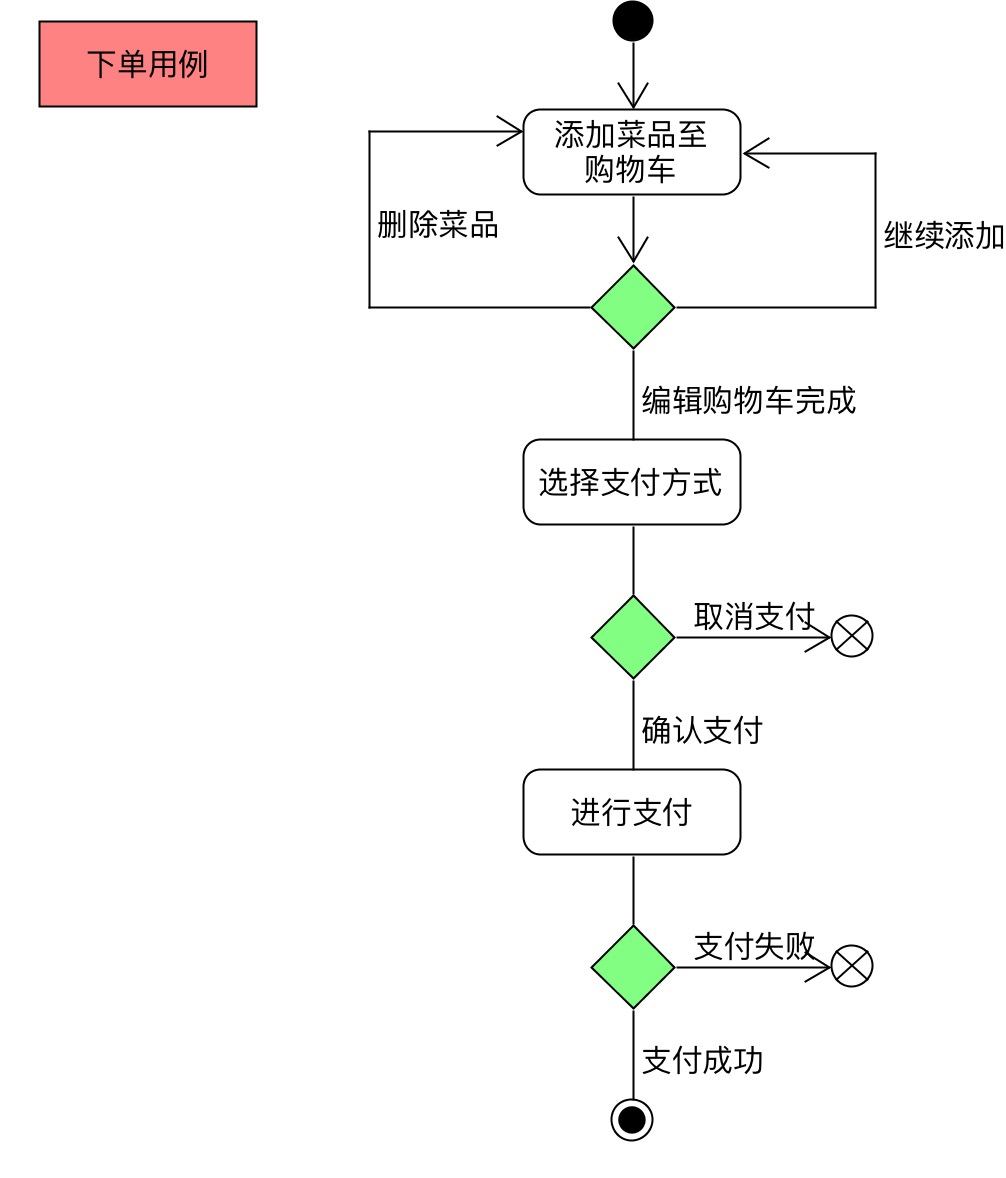 下单用例
添加菜品至
购物车
删除菜品
继续添加
编辑购物车完成
选择支付方式
取消支付
确认支付
进行支付
支付失败
支付成功